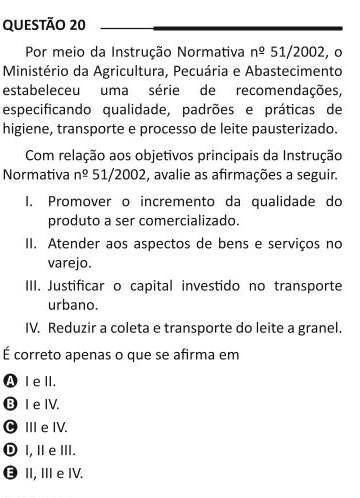 QUESTÃO 20
Por meio da Instrução Normativa nº 51/2002, o
Ministério da Agricultura, Pecuária e Abastecimento
estabeleceu uma série de recomendações,
especificando qualidade, padrões e práticas de
higiene, transporte e processo de leite pausterizado.
Com relação aos objetivos principais da Instrução
Normativa nº 51/2002, avalie as afirmações a seguir.
I. Promover o incremento da qualidade do
produto a ser comercializado.
II. Atender aos aspectos de bens e serviços no
varejo.
III. Justificar o capital investido no transporte
urbano.
IV. Reduzir a coleta e transporte do leite a granel.
É correto apenas o que se afirma em
A I e II.
B I e IV.
C III e IV.
D I, II e III.
E II, III e IV.